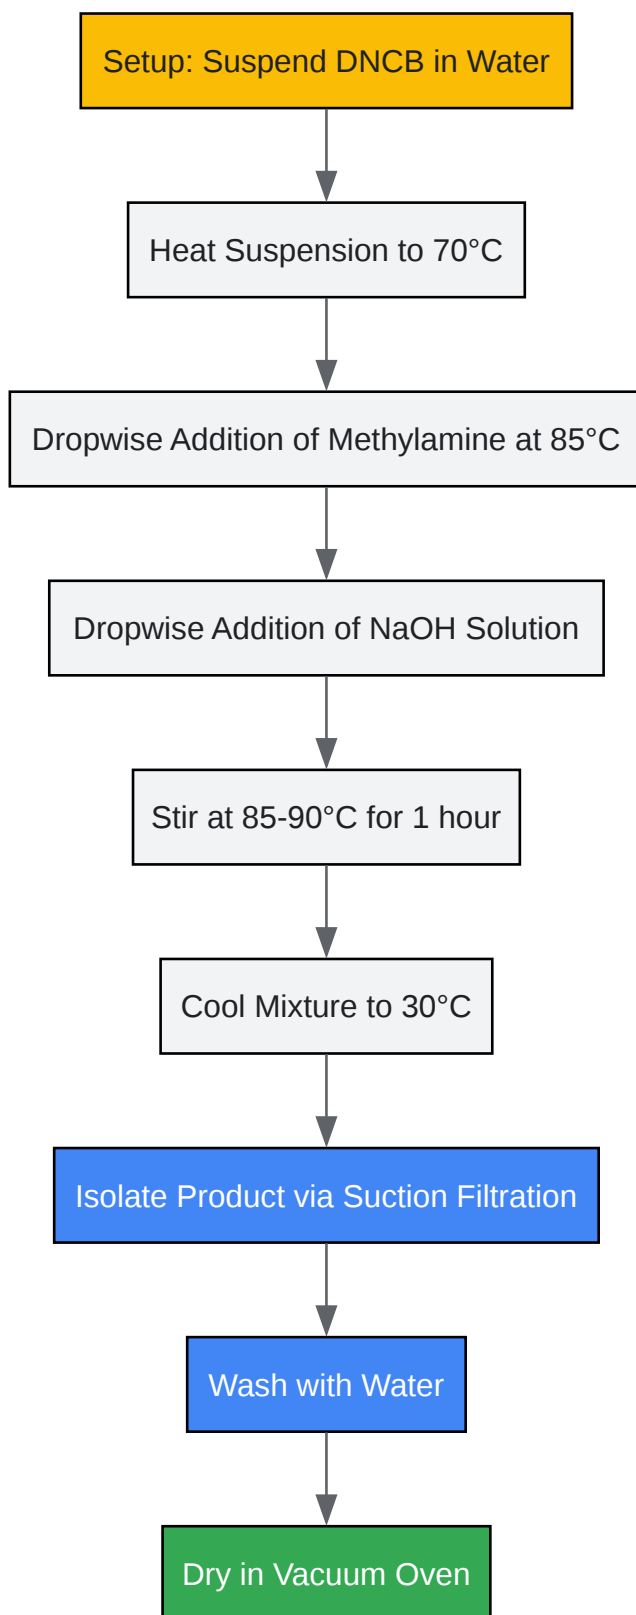 Setup: Suspend DNCB in Water
Heat Suspension to 70°C
Dropwise Addition of Methylamine at 85°C
Dropwise Addition of NaOH Solution
Stir at 85-90°C for 1 hour
Cool Mixture to 30°C
Isolate Product via Suction Filtration
Wash with Water
Dry in Vacuum Oven